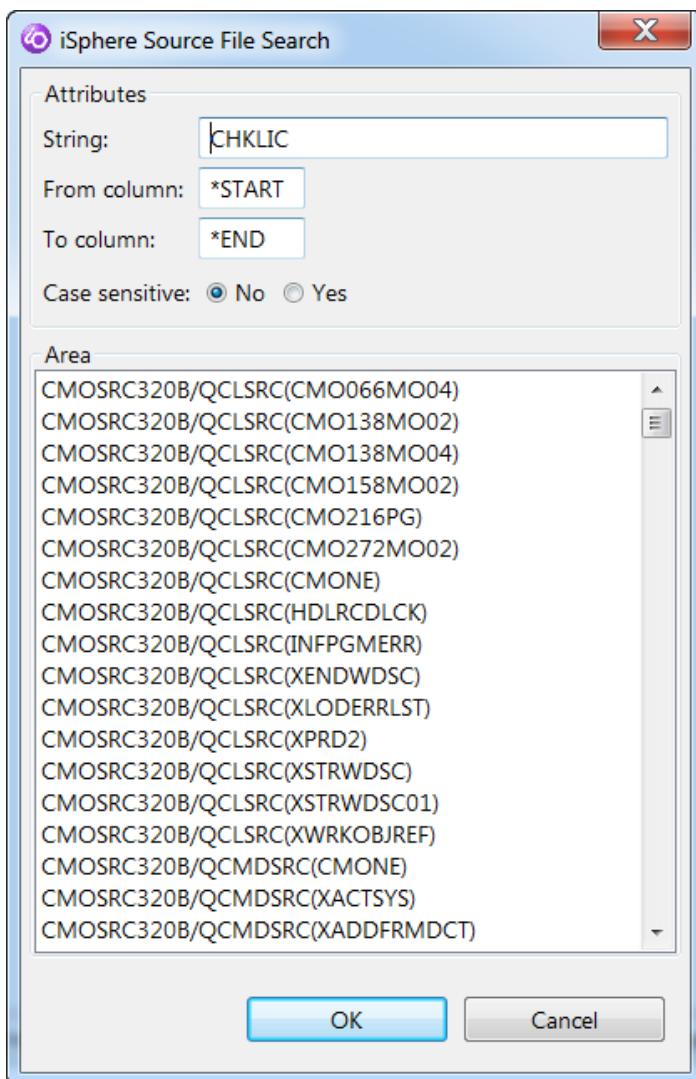 iSphere Source File Search
Attributes
String: CHKLIC
From column: *START
To column: *END
Case sensitive: No Yes
Area
CMOSRC320B/QCLSRC(CMO066MO04)
CMOSRC320B/QCLSRC(CMO138MO02)
CMOSRC320B/QCLSRC(CMO138MO04)
CMOSRC320B/QCLSRC(CMO158MO02)
CMOSRC320B/QCLSRC(CMO216PG)
CMOSRC320B/QCLSRC(CMO272MO02)
CMOSRC320B/QCLSRC(CMONE)
CMOSRC320B/QCLSRC(HDLRCDLCK)
CMOSRC320B/QCLSRC(INFPGMERR)
CMOSRC320B/QCLSRC(XENDWDSC)
CMOSRC320B/QCLSRC(XLODERRLST)
CMOSRC320B/QCLSRC(XPRD2)
CMOSRC320B/QCLSRC(XSTRWDSC)
CMOSRC320B/QCLSRC(XSTRWDSC01)
CMOSRC320B/QCLSRC(XWRKOBJREF)
CMOSRC320B/QCMDSRC(CMONE)
CMOSRC320B/QCMDSRC(XACTSYS)
CMOSRC320B/QCMDSRC(XADDFRMDCT)
OK Cancel